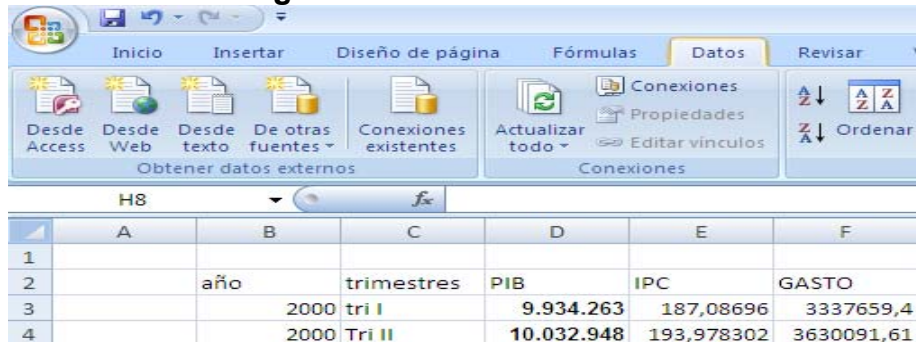 Inicio Insertar Diseño de página Fórmulas Datos Revisar
Desde Access Desde Web Desde texto De otras fuentes Conexiones existentes
Obtener datos externos
Actualizar todo Conexiones Propiedades Editar vínculos
Conexiones
Ordenar
H8 fx
A B C D E F
1
2 año trimestres PIB IPC GASTO
3 2000 tri I 9.934.263 187,08696 3337659,4
4 2000 Tri II 10.032.948 193,978302 3630091,61